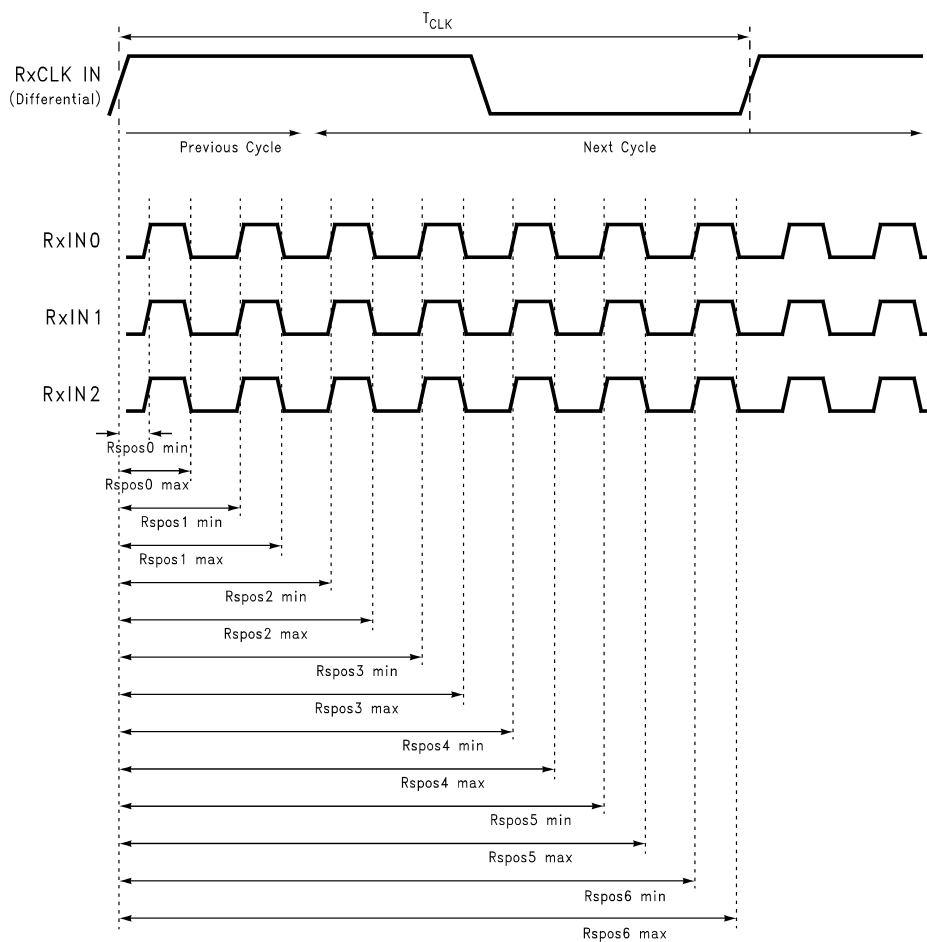 TCLK
RxCLK IN
(Differential)
Previous Cycle
Next Cycle
RxIN0
RxIN1
RxIN2
Rspos0 min
Rspos0 max
Rspos1 min
Rspos1 max
Rspos2 min
Rspos2 max
Rspos3 min
Rspos3 max
Rspos4 min
Rspos4 max
Rspos5 min
Rspos5 max
Rspos6 min
Rspos6 max